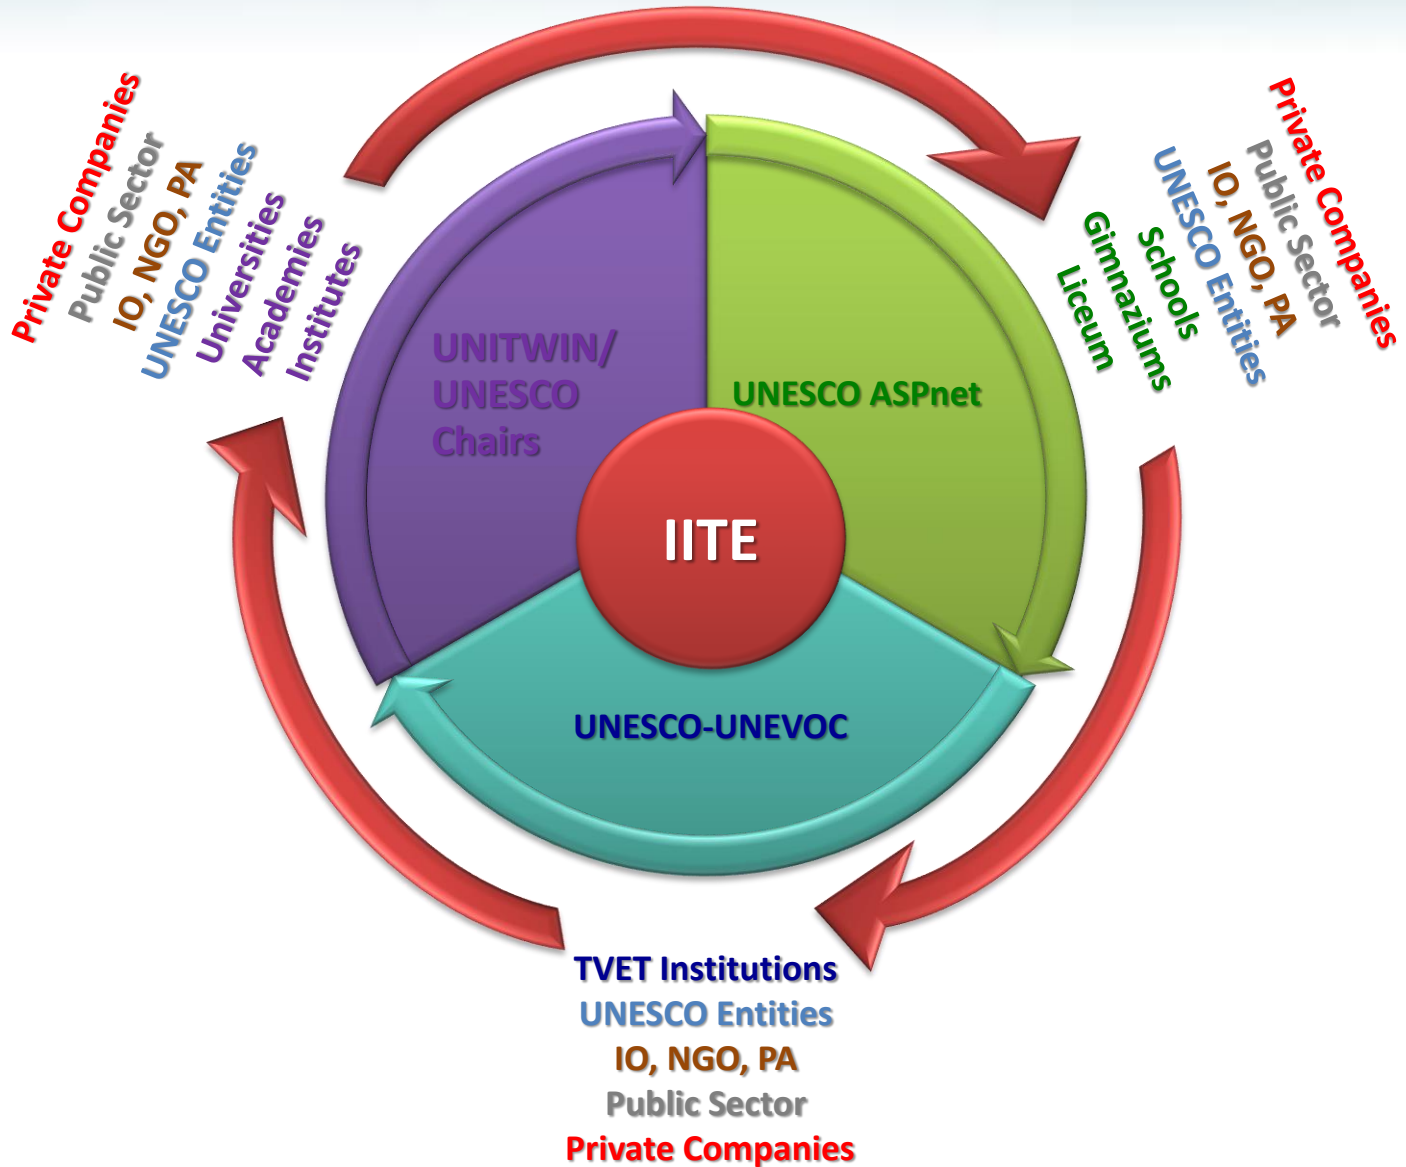 Private Companies
Public Sector
IO, NGO, PA
UNESCO Entities
Universities
Academies
Institutes
UNITWIN/
UNESCO
Chairs
UNESCO ASPnet
Private Companies
Public Sector
IO, NGO, PA
UNESCO Entities
Schools
Gimnaziums
Liceum
IITE
UNESCO-UNEVOC
TVET Institutions
UNESCO Entities
IO, NGO, PA
Public Sector
Private Companies